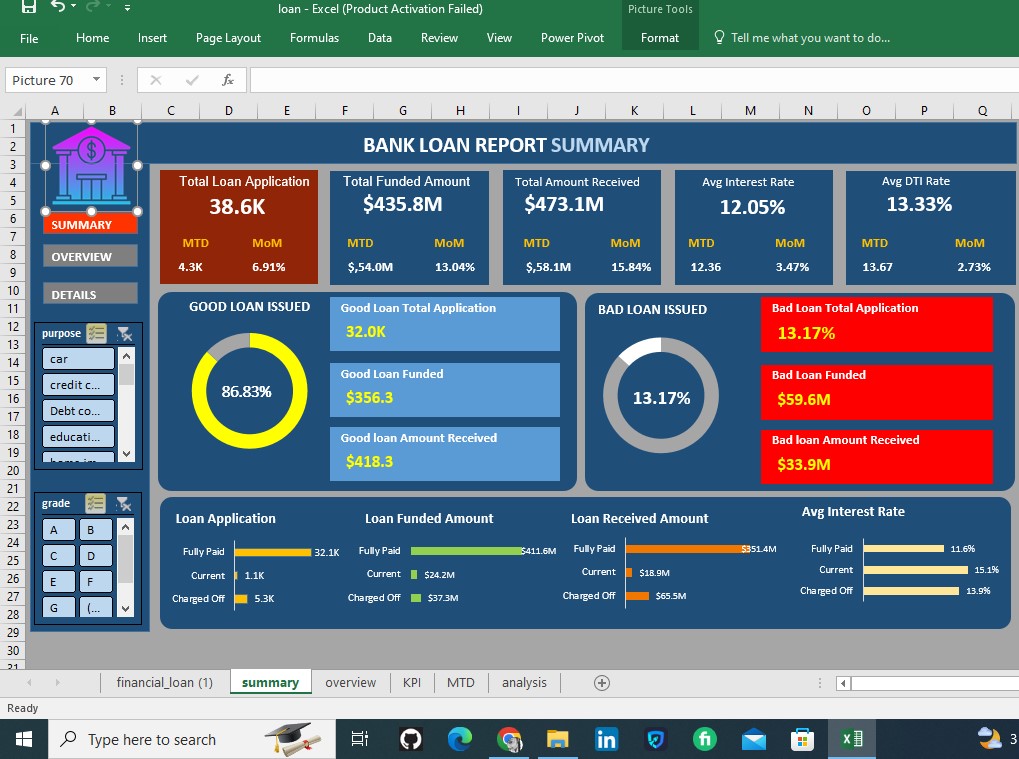 loan - Excel (Product Activation Failed)
Picture Tools
File Home Insert Page Layout Formulas Data Review View Power Pivot Format Tell me what you want to do...
Picture 70 fx
A B C D E F G H I J K L M N O P Q
1
2
3
4
5
6
7
8
9
10
11
12
13
14
15
16
17
18
19
20
21
22
23
24
25
26
27
28
29
30
31
$
BANK LOAN REPORT SUMMARY
SUMMARY
OVERVIEW
DETAILS
purpose
car
credit c...
Debt co...
educati...
home im...
grade
A B
C D
E F
G (...
Total Loan Application
38.6K
MTD MoM
4.3K 6.91%
Total Funded Amount
$435.8M
MTD MoM
$,54.0M 13.04%
Total Amount Received
$473.1M
MTD MoM
$,58.1M 15.84%
Avg Interest Rate
12.05%
MTD MoM
12.36 3.47%
Avg DTI Rate
13.33%
MTD MoM
13.67 2.73%
GOOD LOAN ISSUED
86.83%
Good Loan Total Application
32.0K
Good Loan Funded
$356.3
Good loan Amount Received
$418.3
BAD LOAN ISSUED
13.17%
Bad Loan Total Application
13.17%
Bad Loan Funded
$59.6M
Bad loan Amount Received
$33.9M
Loan Application
Fully Paid 32.1K
Current 1.1K
Charged Off 5.3K
Loan Funded Amount
Fully Paid $411.6M
Current $24.2M
Charged Off $37.3M
Loan Received Amount
Fully Paid $351.4M
Current $18.9M
Charged Off $65.5M
Avg Interest Rate
Fully Paid 11.6%
Current 15.1%
Charged Off 13.9%
financial_loan (1) summary overview KPI MTD analysis
Ready
Type here to search
in
fi
3